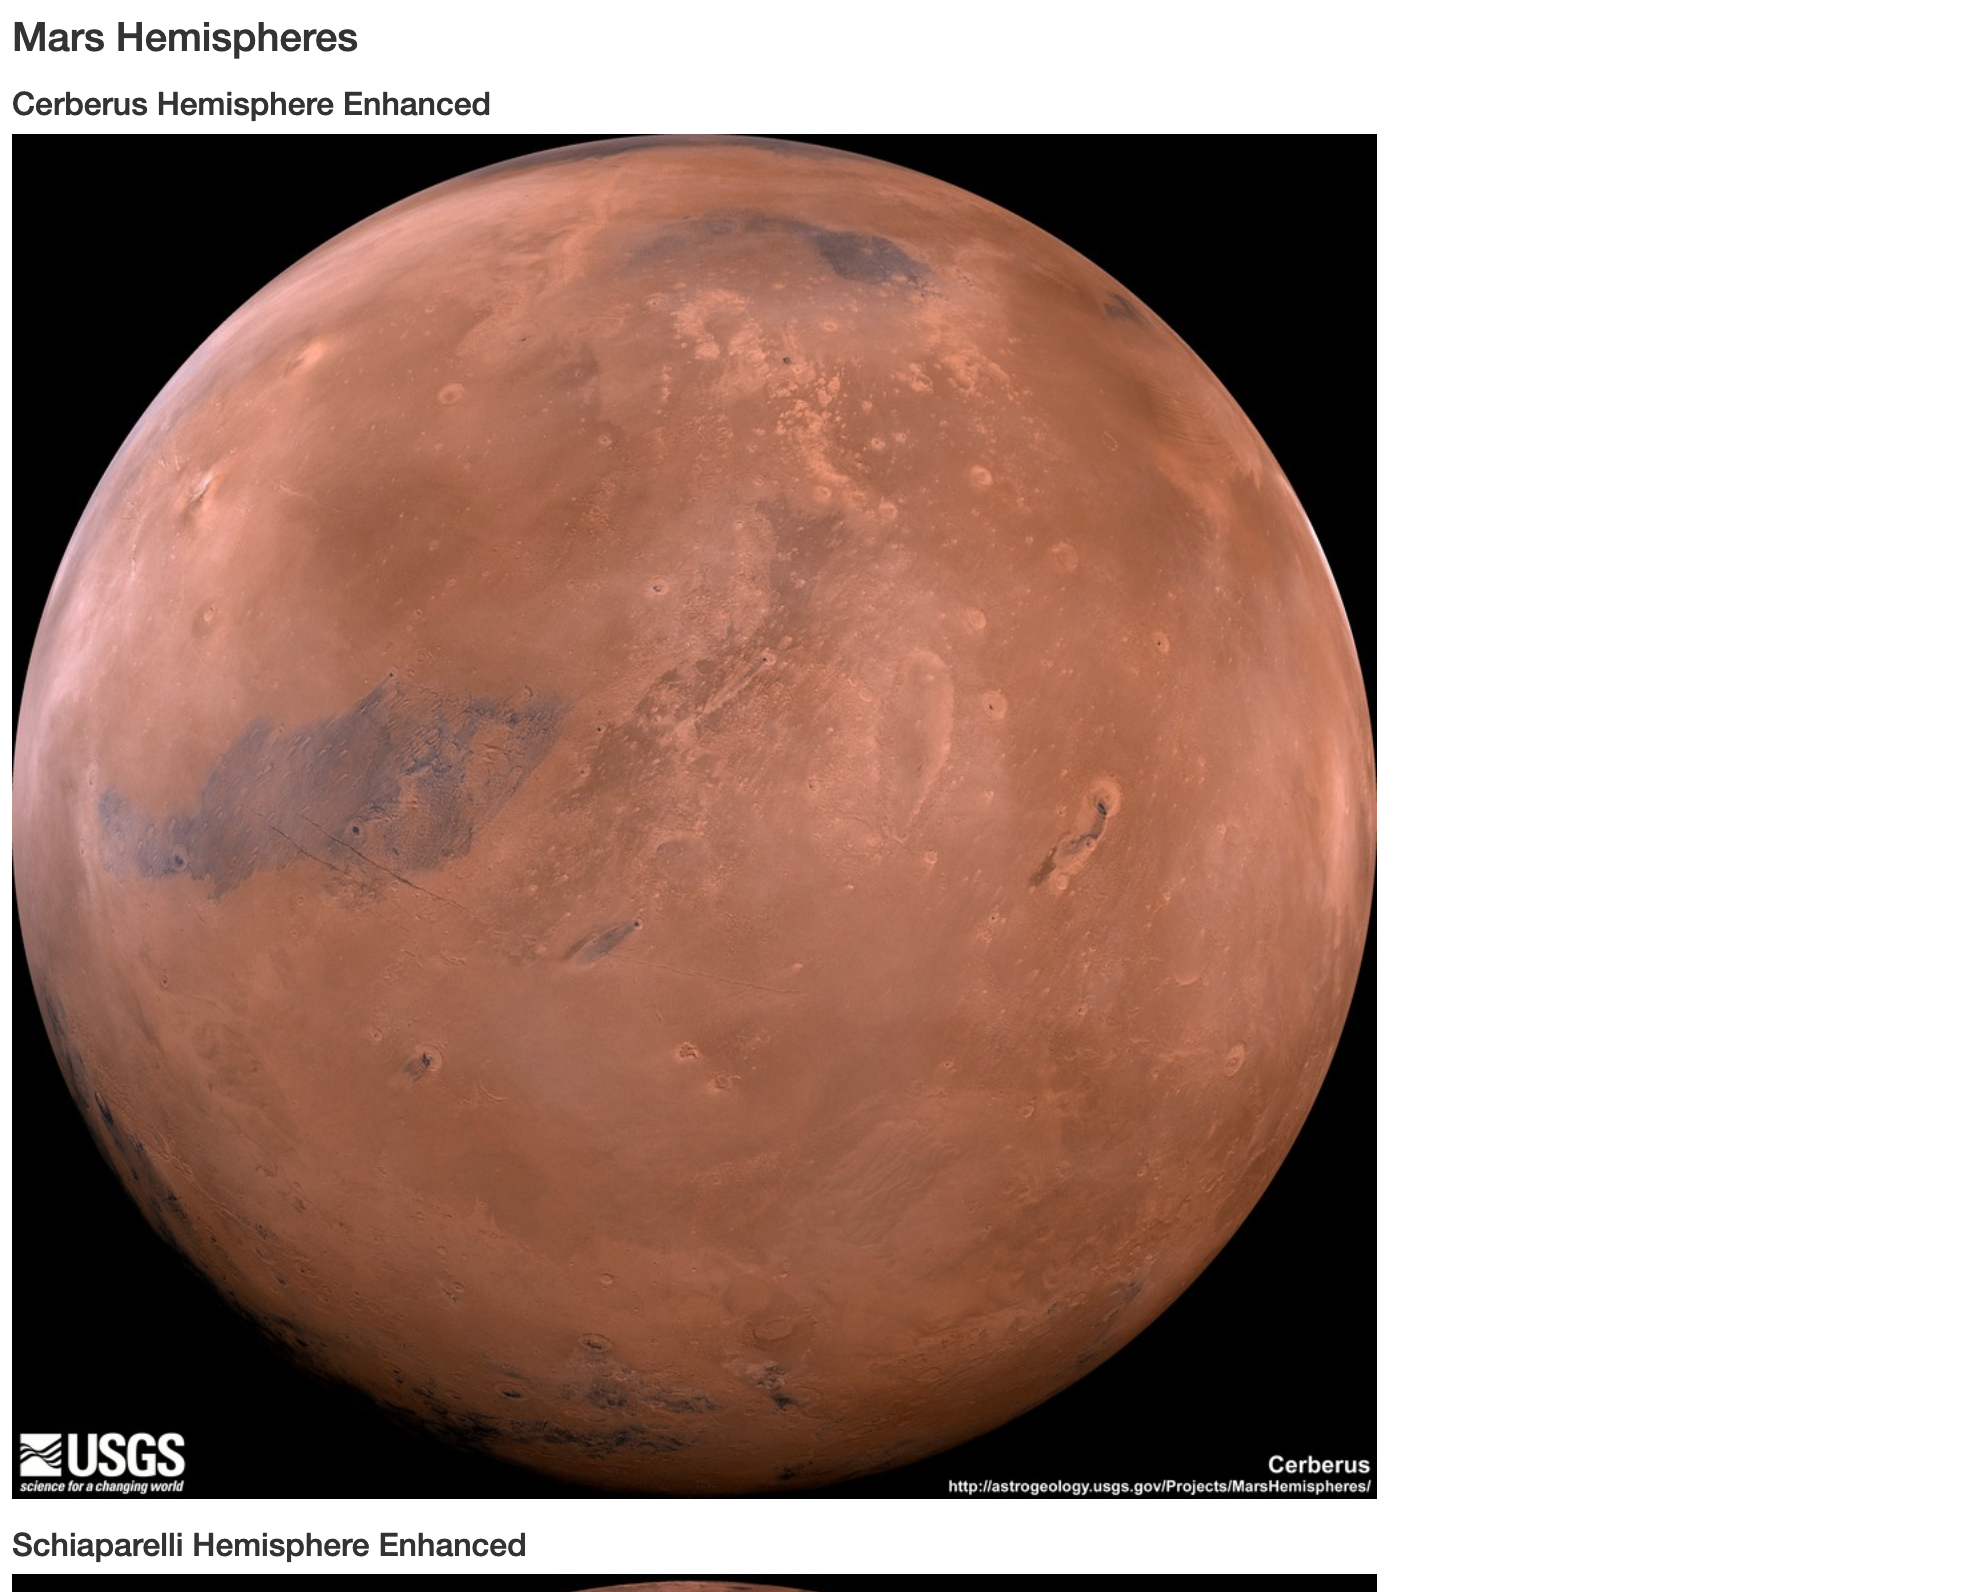 Mars Hemispheres
Cerberus Hemisphere Enhanced
USGS
science for a changing world
Cerberus
http://astrogeology.usgs.gov/Projects/MarsHemispheres/
Schiaparelli Hemisphere Enhanced